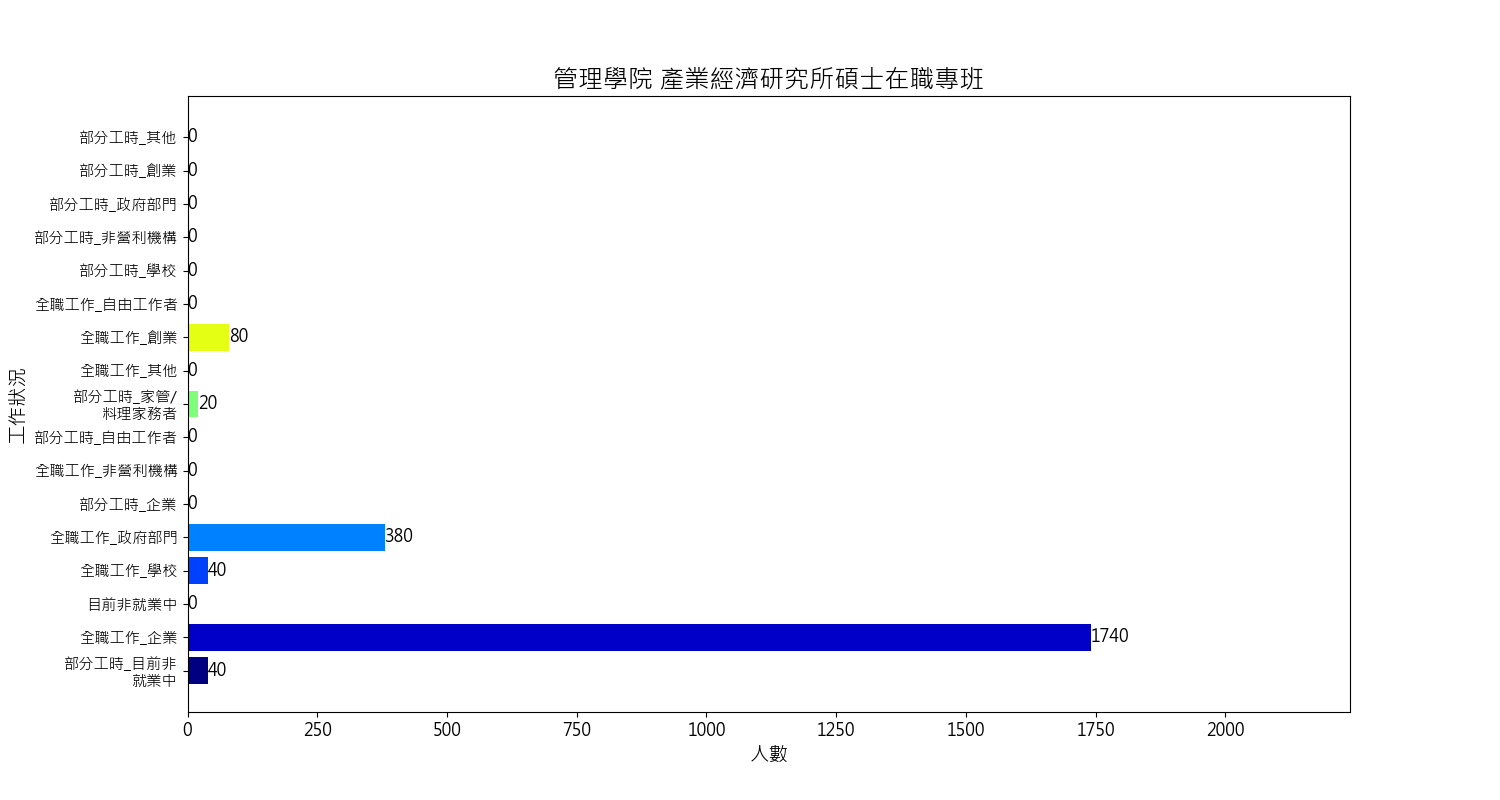 管理學院 產業經濟研究所碩士在職專班
部分工時_其他 0
部分工時_創業 0
部分工時_政府部門 0
部分工時_非營利機構 0
部分工時_學校 0
全職工作_自由工作者 0
全職工作_創業 80
全職工作_其他 0
部分工時_家管/
料理家務者 20
部分工時_自由工作者 0
全職工作_非營利機構 0
部分工時_企業 0
全職工作_政府部門 380
全職工作_學校 40
目前非就業中 0
全職工作_企業 1740
部分工時_目前非
就業中 40
工作狀況
0 250 500 750 1000 1250 1500 1750 2000
人數